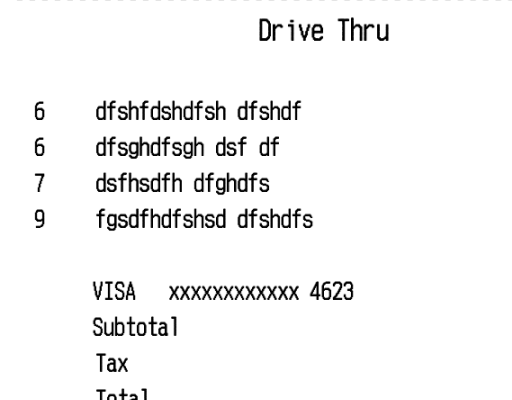 Drive Thru
6 dfshfdshdfsh dfshdf
6 dfsghdfsgh dsf df
7 dsfhsdfh dfghdfs
9 fgsdfhdfshsd dfshdfs
VISA xxxxxxxxxxxx 4623
Subtotal
Tax
Total